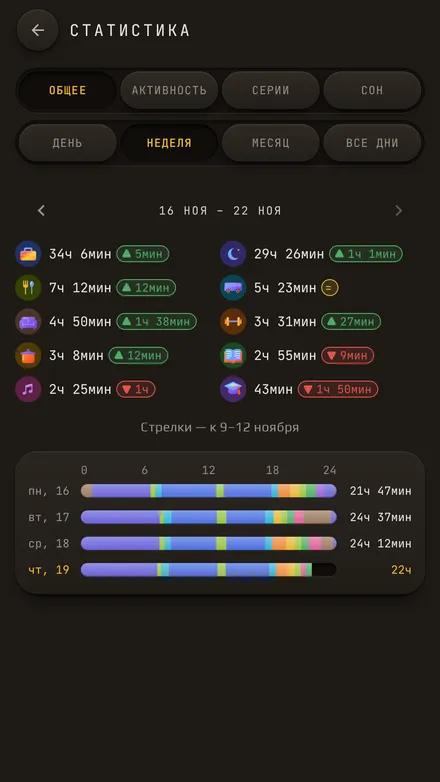 СТАТИСТИКА
ОБЩЕЕ АКТИВНОСТЬ СЕРИИ СОН
ДЕНЬ НЕДЕЛЯ МЕСЯЦ ВСЕ ДНИ
16 НОЯ – 22 НОЯ
34ч 6мин 5мин 29ч 26мин 1ч 1мин
7ч 12мин 12мин 5ч 23мин =
4ч 50мин 1ч 38мин 3ч 31мин 27мин
3ч 8мин 12мин 2ч 55мин 9мин
2ч 25мин 1ч 43мин 1ч 50мин
Стрелки — к 9–12 ноября
0 6 12 18 24
пн, 16 21ч 47мин
вт, 17 24ч 37мин
ср, 18 24ч 12мин
чт, 19 22ч